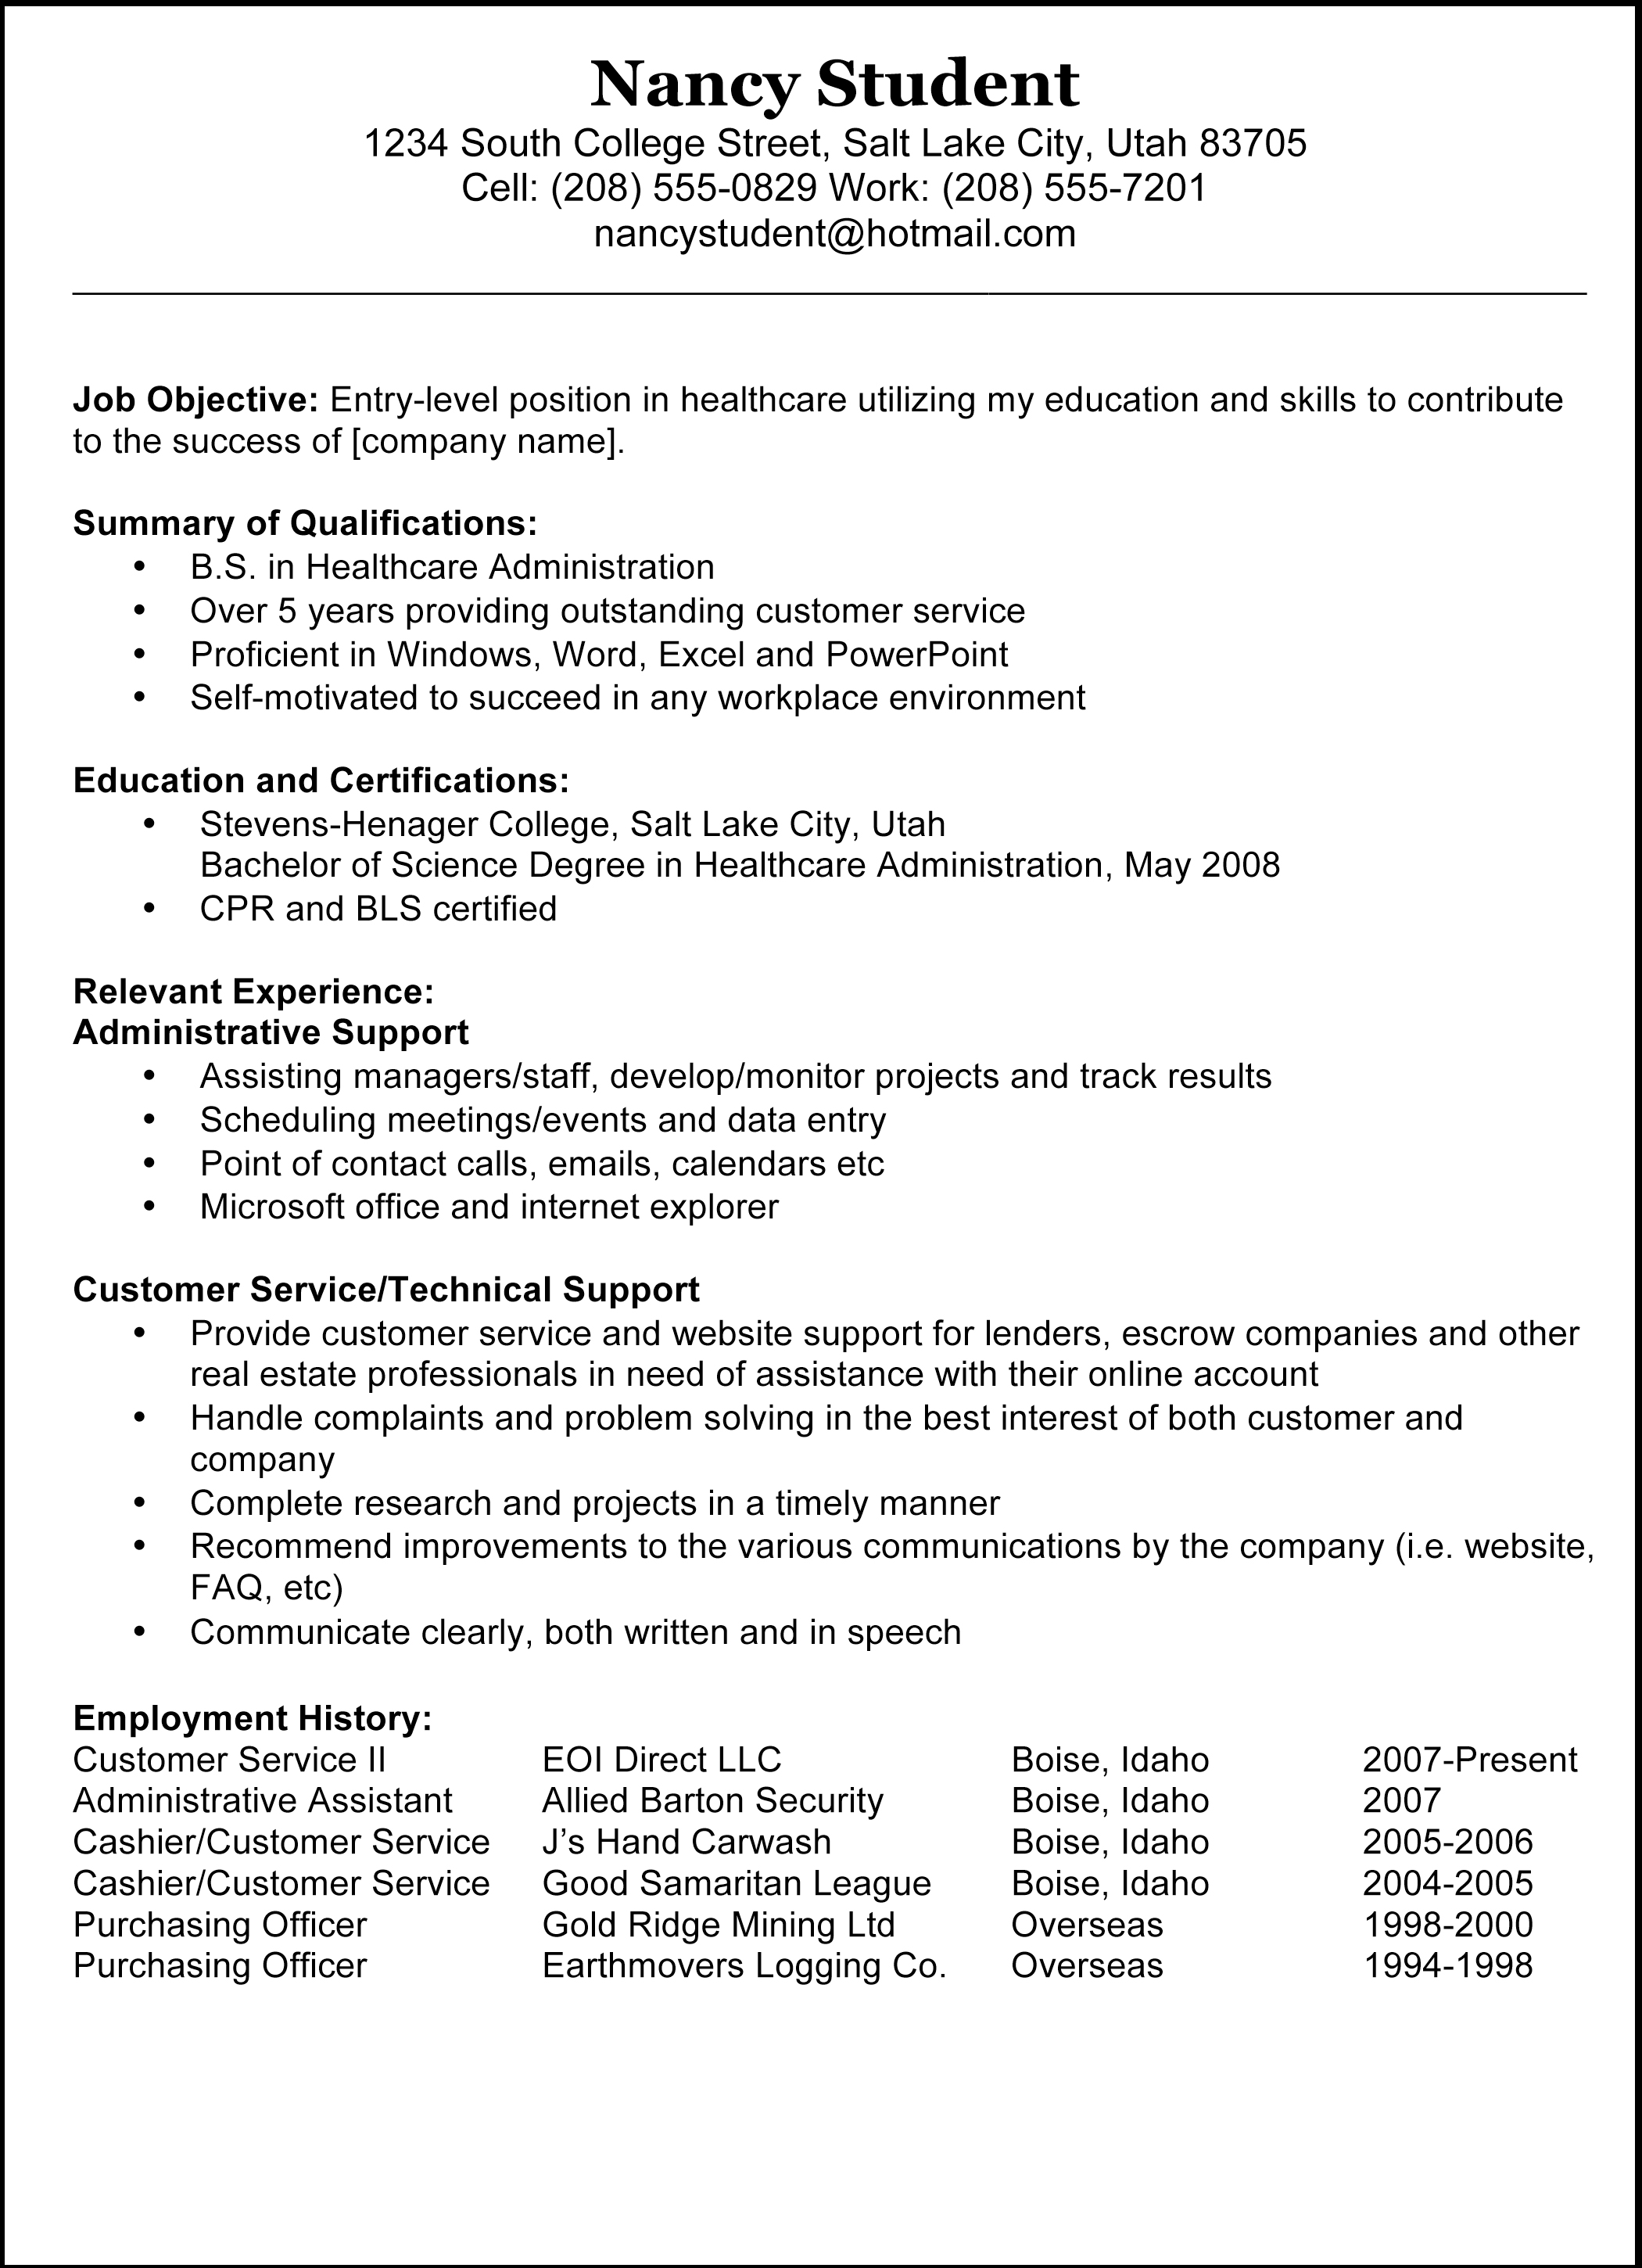 Nancy Student
1234 South College Street, Salt Lake City, Utah 83705
Cell: (208) 555-0829 Work: (208) 555-7201
nancystudent@hotmail.com
Job Objective: Entry-level position in healthcare utilizing my education and skills to contribute
to the success of [company name].
Summary of Qualifications:
• B.S. in Healthcare Administration
• Over 5 years providing outstanding customer service
• Proficient in Windows, Word, Excel and PowerPoint
• Self-motivated to succeed in any workplace environment
Education and Certifications:
• Stevens-Henager College, Salt Lake City, Utah
Bachelor of Science Degree in Healthcare Administration, May 2008
• CPR and BLS certified
Relevant Experience:
Administrative Support
• Assisting managers/staff, develop/monitor projects and track results
• Scheduling meetings/events and data entry
• Point of contact calls, emails, calendars etc
• Microsoft office and internet explorer
Customer Service/Technical Support
• Provide customer service and website support for lenders, escrow companies and other
real estate professionals in need of assistance with their online account
• Handle complaints and problem solving in the best interest of both customer and
company
• Complete research and projects in a timely manner
• Recommend improvements to the various communications by the company (i.e. website,
FAQ, etc)
• Communicate clearly, both written and in speech
Employment History:
Customer Service II EOI Direct LLC Boise, Idaho 2007-Present
Administrative Assistant Allied Barton Security Boise, Idaho 2007
Cashier/Customer Service J’s Hand Carwash Boise, Idaho 2005-2006
Cashier/Customer Service Good Samaritan League Boise, Idaho 2004-2005
Purchasing Officer Gold Ridge Mining Ltd Overseas 1998-2000
Purchasing Officer Earthmovers Logging Co. Overseas 1994-1998